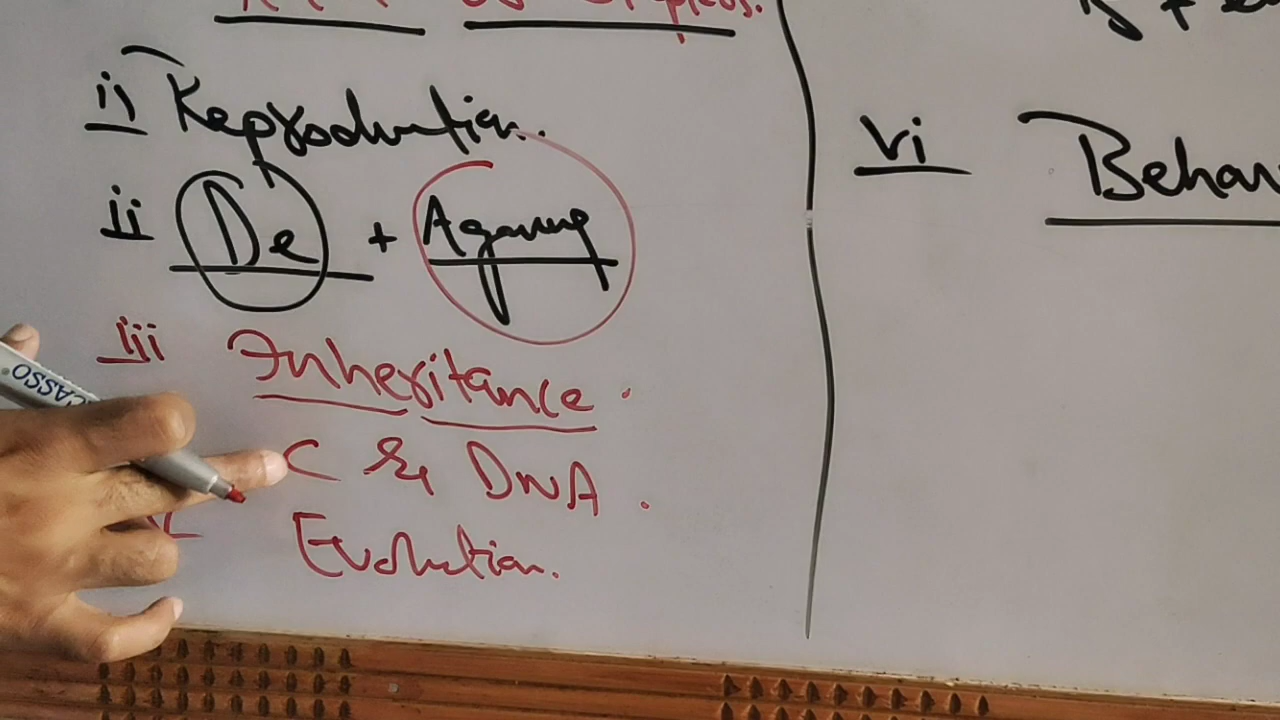 i) Reproduction.
ii De + Ageing
iii Inheritance.
C & DNA.
Evolution.
vi Behav